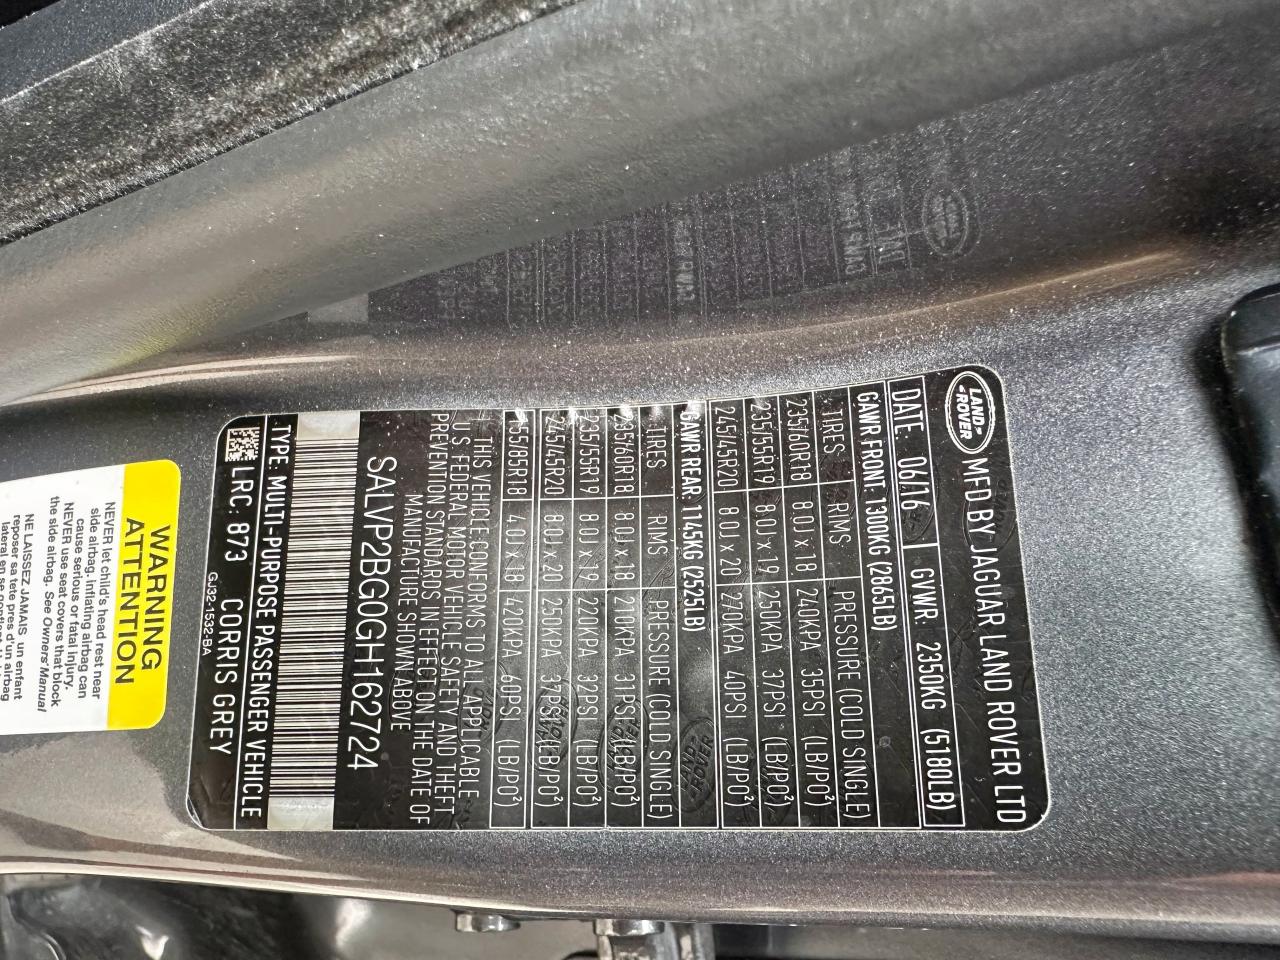 LAND ROVER
MFD BY JAGUAR LAND ROVER LTD
DATE: 06/16 GVWR: 2350KG (5180LB)
GAWR FRONT: 1300KG (2865LB)
TIRES RIMS PRESSURE (COLD SINGLE)
235/60R18 8.0J x 18 240KPA 35PSI (LB/PO²)
235/55R19 8.0J x 19 250KPA 37PSI (LB/PO²)
245/45R20 8.0J x 20 270KPA 40PSI (LB/PO²)
GAWR REAR: 1145KG (2525LB)
TIRES RIMS PRESSURE (COLD SINGLE)
235/60R18 8.0J x 18 210KPA 31PSI (LB/PO²)
235/55R19 8.0J x 19 220KPA 32PSI (LB/PO²)
245/45R20 8.0J x 20 250KPA 37PSI (LB/PO²)
155/85R18 4.0J x 18 420KPA 60PSI (LB/PO²)
THIS VEHICLE CONFORMS TO ALL APPLICABLE
U.S. FEDERAL MOTOR VEHICLE SAFETY AND THEFT
PREVENTION STANDARDS IN EFFECT ON THE DATE OF
MANUFACTURE SHOWN ABOVE
SALVP2BG0GH162724
TYPE: MULTI-PURPOSE PASSENGER VEHICLE
LRC: 873 CORRIS GREY
GJ32-1532-BA
WARNING
ATTENTION
NEVER let child's head rest near
side airbag. Inflating airbag can
cause serious or fatal injury.
NEVER use seat covers that block
the side airbag. See Owners' Manual
NE LAISSEZ JAMAIS, un enfant
reposer sa tete pres d'un airbag